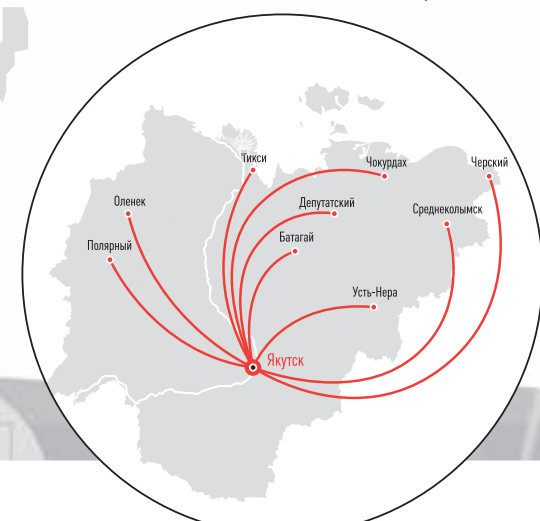 Тикси
Чокурдах
Черский
Оленек
Депутатский
Среднеколымск
Батагай
Полярный
Усть-Нера
Якутск